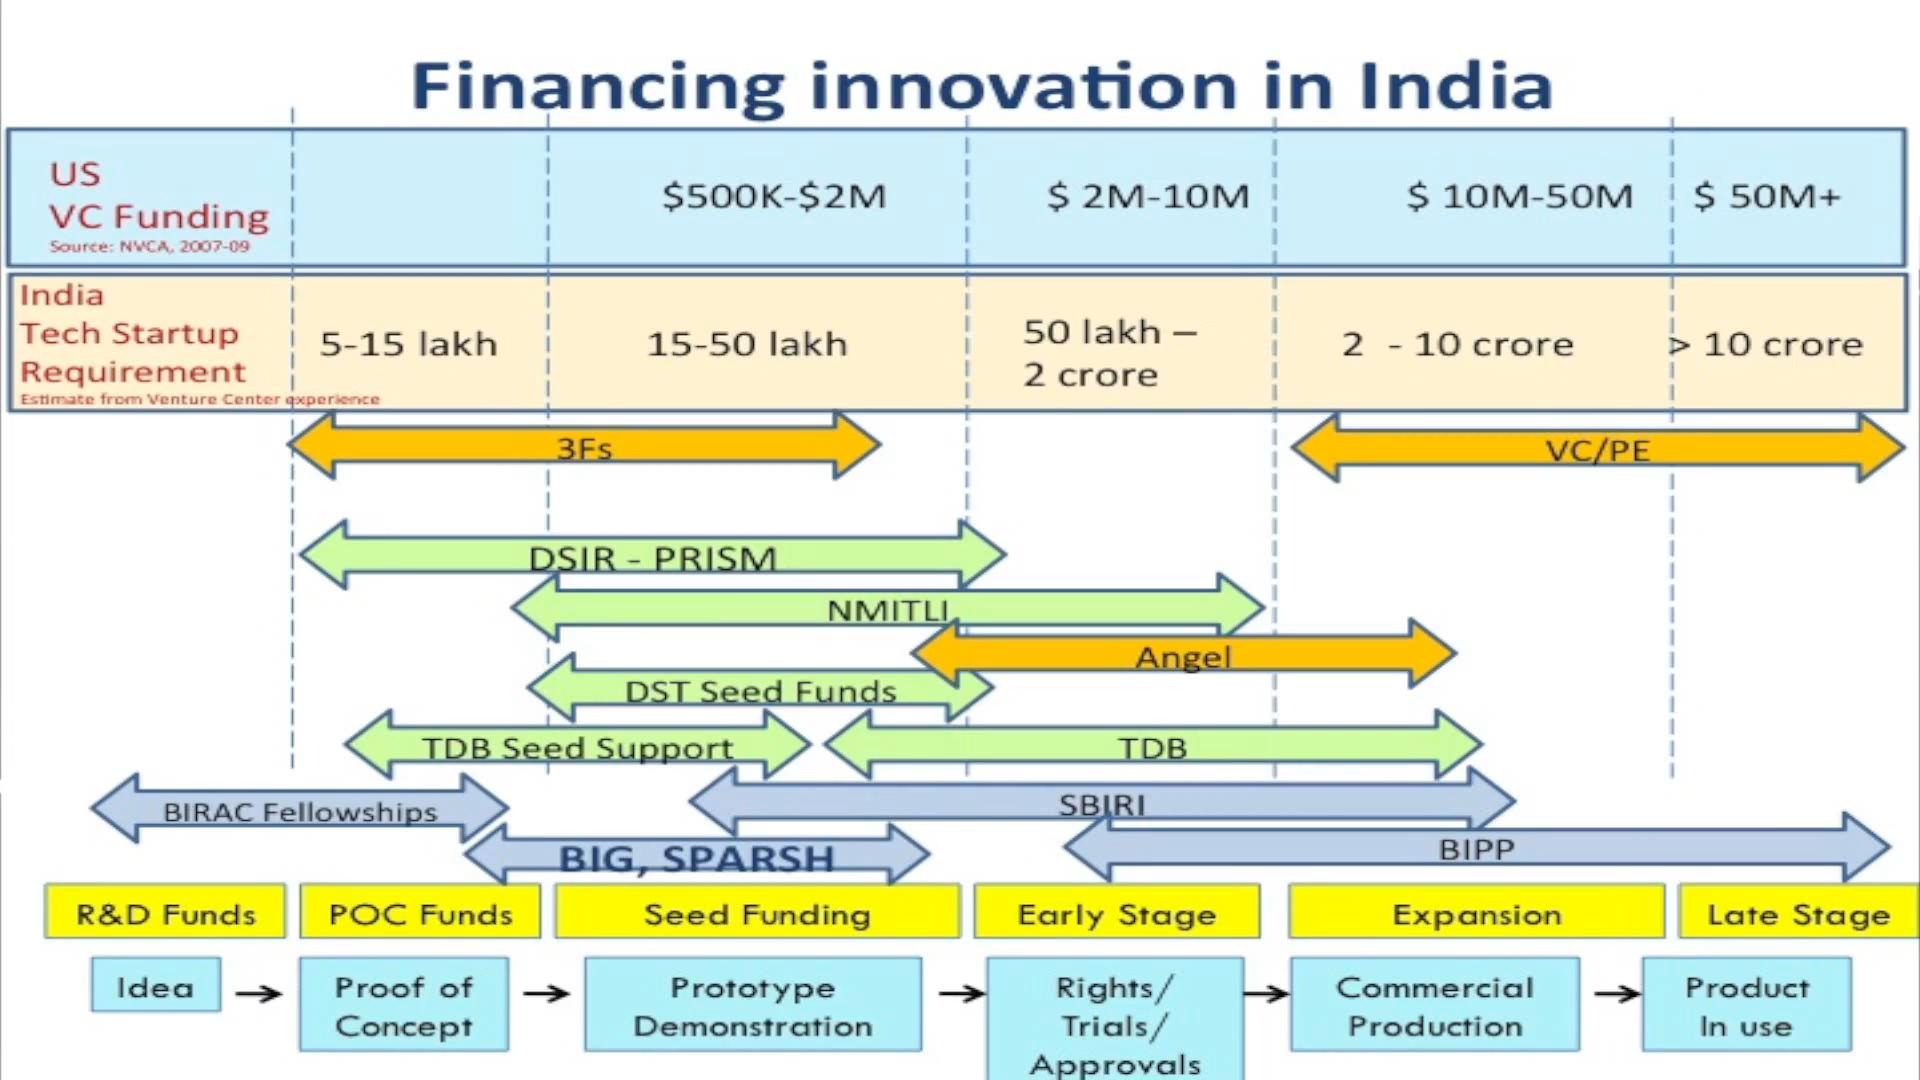 Financing innovation in India
US
VC Funding
Source: NVCA, 2007-09
$500K-$2M
$ 2M-10M
$ 10M-50M
$ 50M+
India
Tech Startup
Requirement
Estimate from Venture Center experience
5-15 lakh
15-50 lakh
50 lakh –
2 crore
2 - 10 crore
> 10 crore
3Fs
VC/PE
DSIR - PRISM
NMITLI
Angel
DST Seed Funds
TDB Seed Support
TDB
BIRAC Fellowships
SBIRI
BIG, SPARSH
BIPP
R&D Funds
POC Funds
Seed Funding
Early Stage
Expansion
Late Stage
Idea
Proof of
Concept
Prototype
Demonstration
Rights/
Trials/
Approvals
Commercial
Production
Product
In use